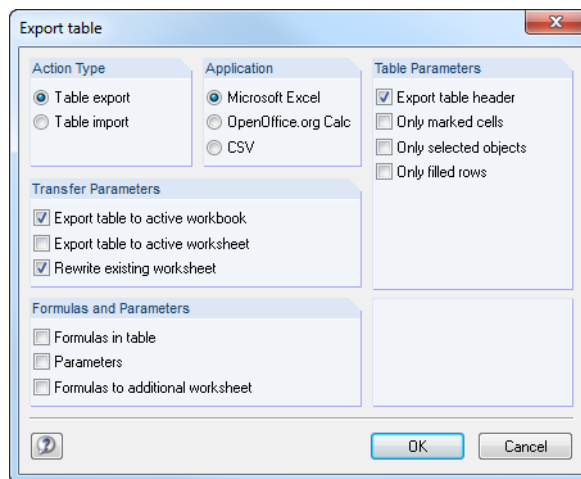 Export table
Action Type
Table export
Table import
Application
Microsoft Excel
OpenOffice.org Calc
CSV
Table Parameters
Export table header
Only marked cells
Only selected objects
Only filled rows
Transfer Parameters
Export table to active workbook
Export table to active worksheet
Rewrite existing worksheet
Formulas and Parameters
Formulas in table
Parameters
Formulas to additional worksheet
OK
Cancel